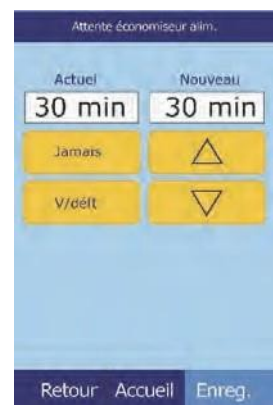 Attente économiseur alim.
Actuel Nouveau
30 min 30 min
Jamais
V/déft
Retour Accueil Enreg.